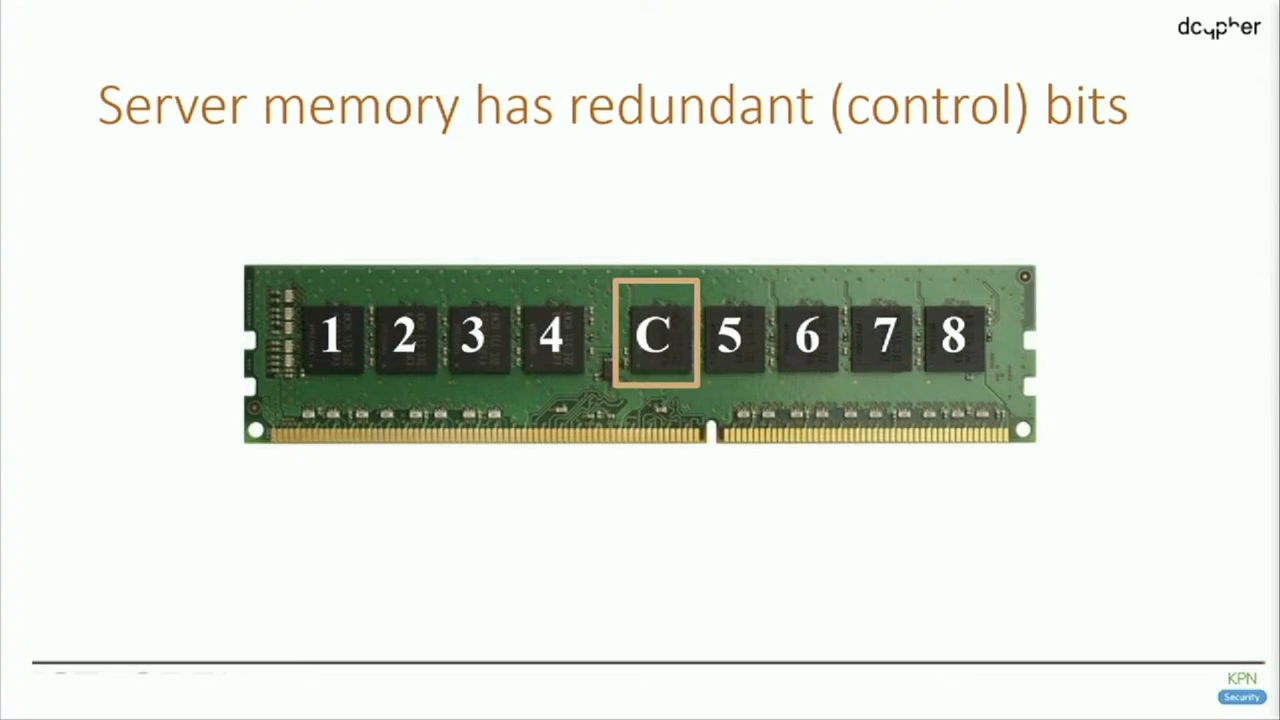 dcypher
Server memory has redundant (control) bits
1 2 3 4 C 5 6 7 8
KPN
Security